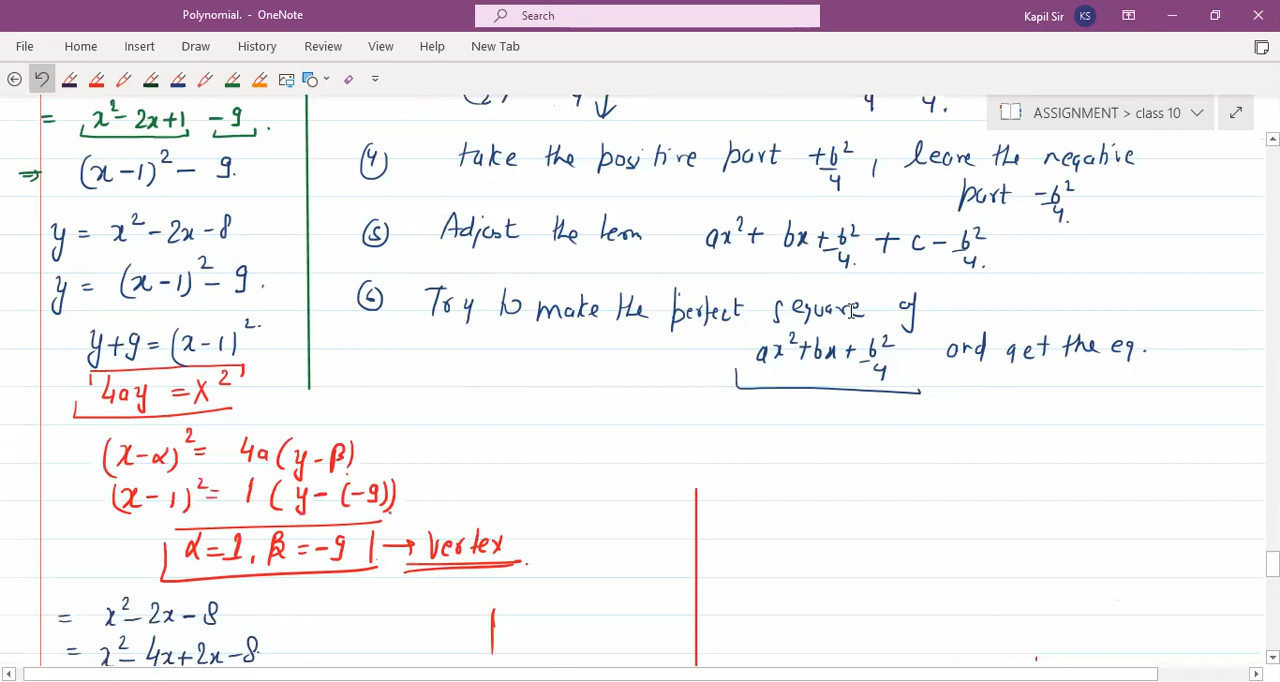 Polynomial. - OneNote
Search
Kapil Sir KS
File Home Insert Draw History Review View Help New Tab
ASSIGNMENT > class 10
= x² - 2x + 1 - 9.
⇒ (x-1)² - 9.
y = x² - 2x - 8
y = (x-1)² - 9.
y+9 = (x-1)².
4ay = X²
(x-α)² = 4a(y-β)
(x-1)² = 1(y-(-9))
α=1, β=-9 → vertex
= x² - 2x - 8
= x² - 4x + 2x - 8.
4 4.
(4) take the positive part +b²/4, leave the negative
part -b²/4.
(5) Adjust the term ax² + bx + b²/4. + c - b²/4.
(6) Try to make the perfect sequare of
ax² + bx + b²/4 and get the eq.